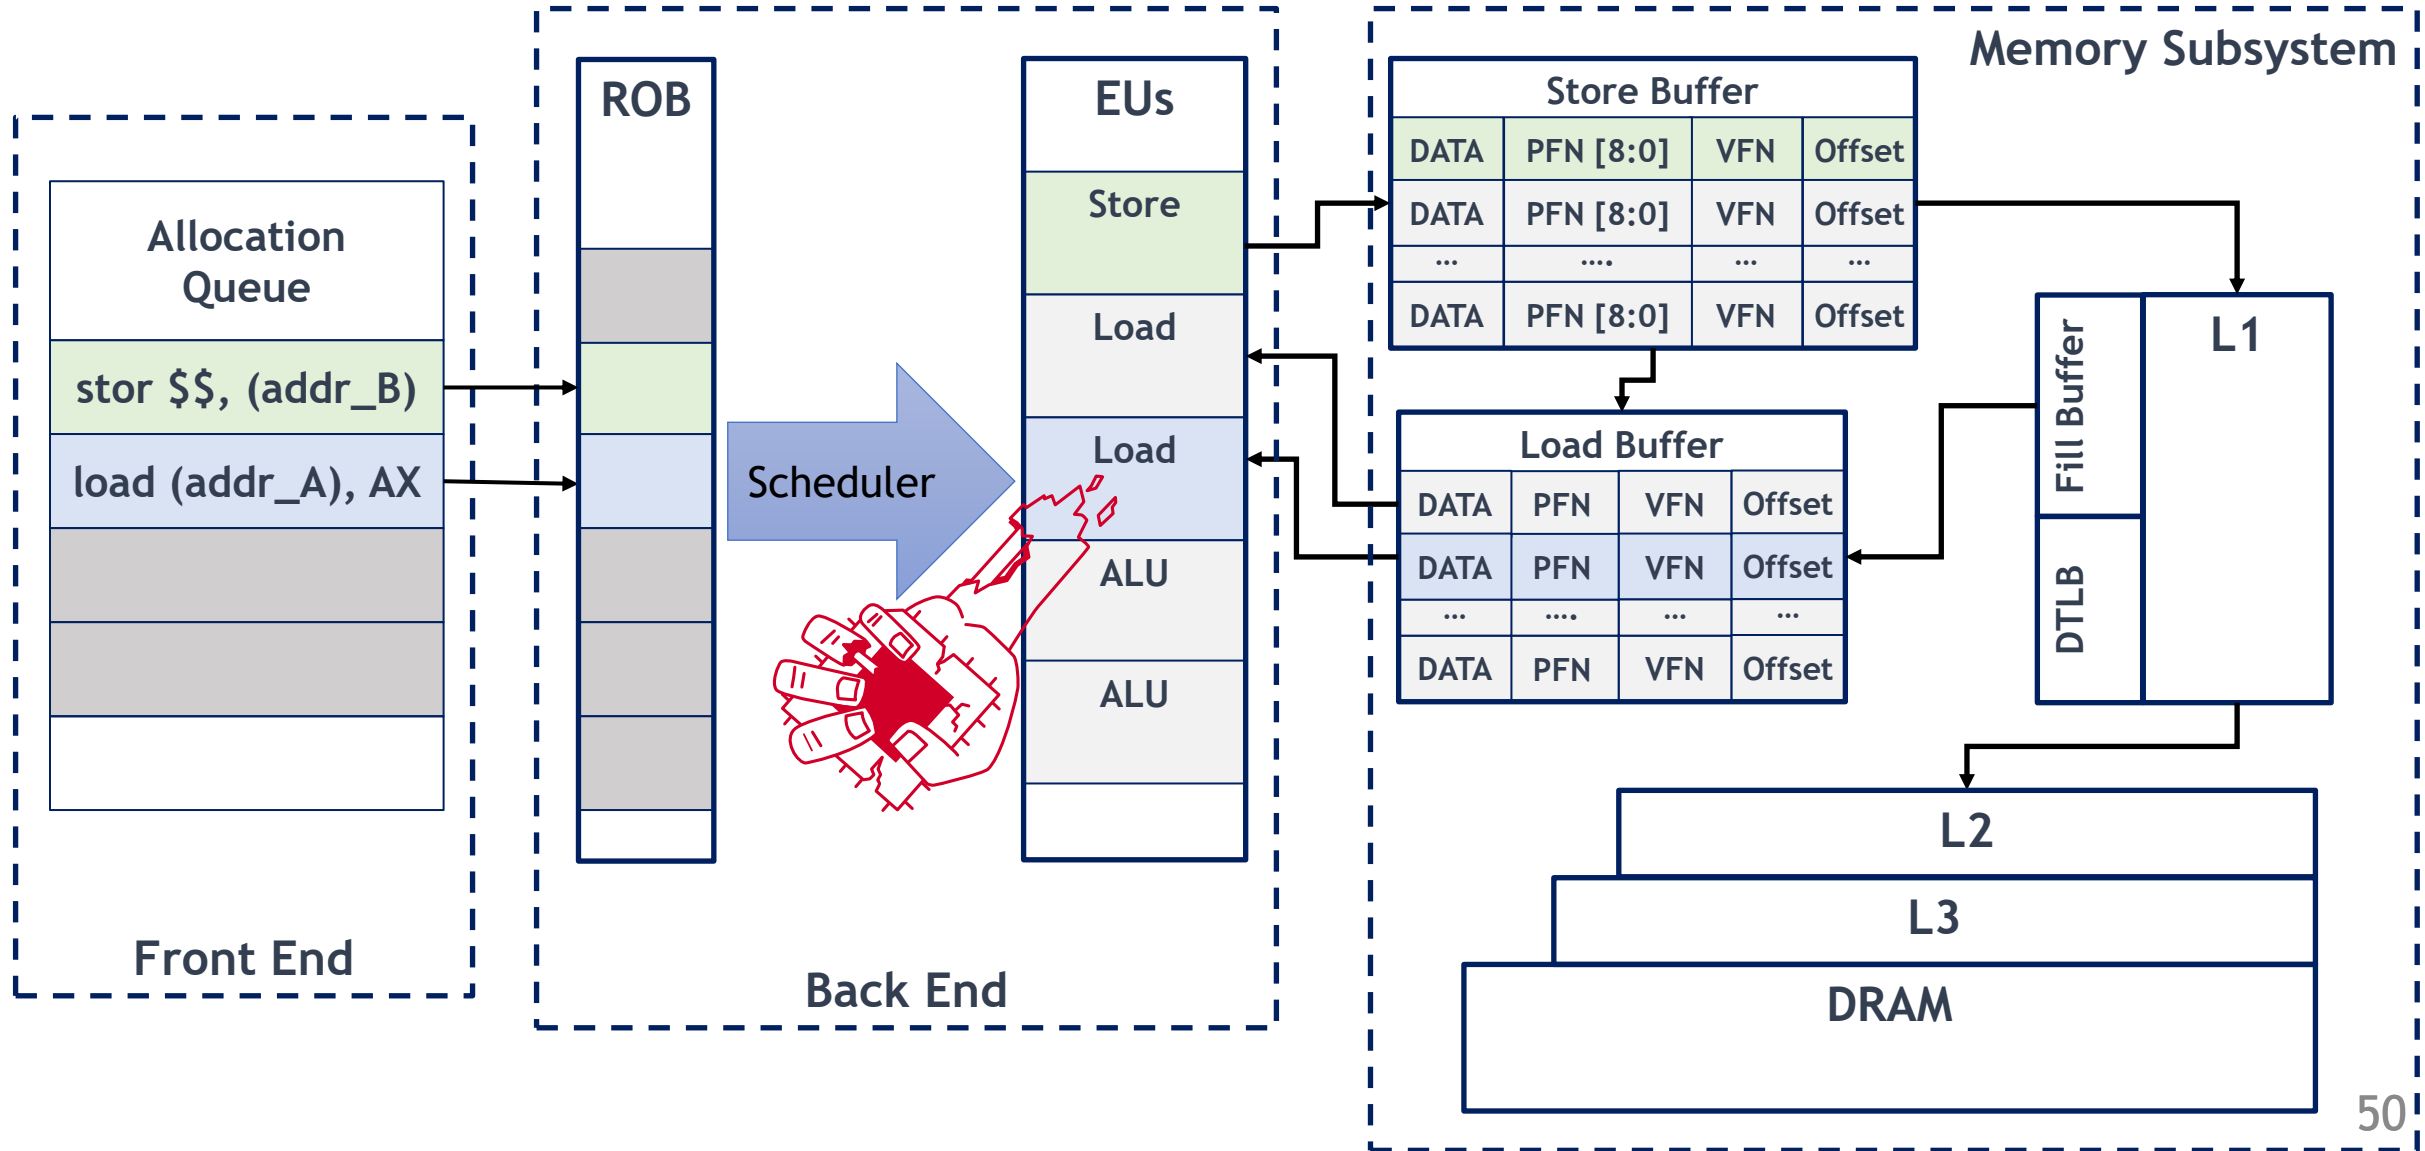 Allocation
Queue
stor $$, (addr_B)
load (addr_A), AX
Front End
ROB
Scheduler
EUs
Store
Load
Load
ALU
ALU
Back End
Memory Subsystem
Store Buffer
DATA PFN [8:0] VFN Offset
DATA PFN [8:0] VFN Offset
... .... ... ...
DATA PFN [8:0] VFN Offset
Load Buffer
DATA PFN VFN Offset
DATA PFN VFN Offset
... .... ... ...
DATA PFN VFN Offset
Fill Buffer
DTLB
L1
L2
L3
DRAM
50